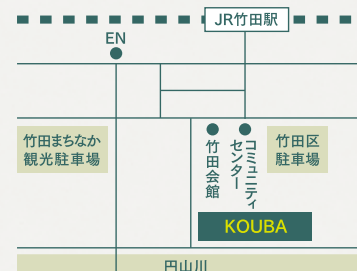 JR竹田駅
EN
竹田まちなか
観光駐車場
竹田会館
コミュニティ
センター
竹田区
駐車場
KOUBA
円山川